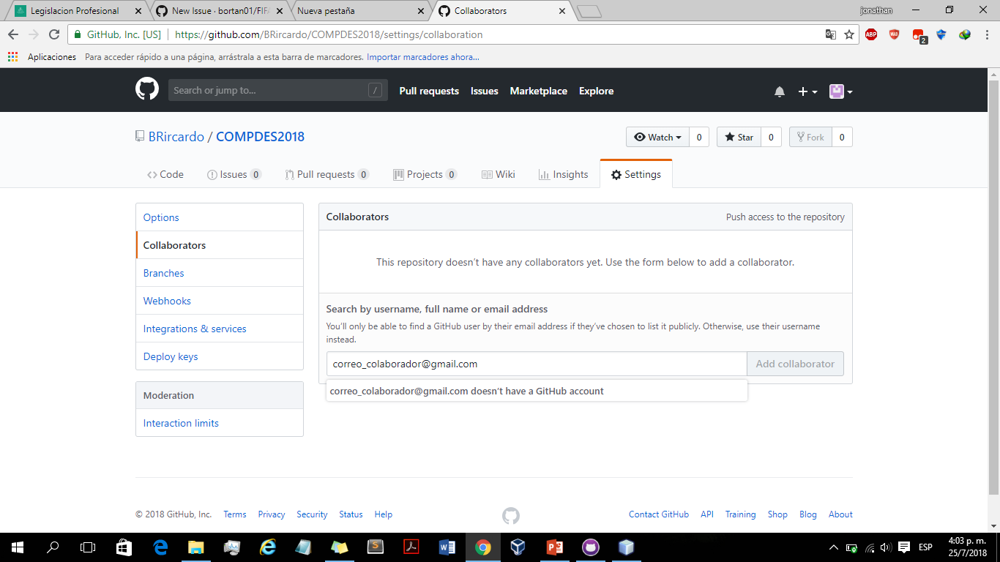 Legislacion Profesional
New Issue · bortan01/FIFA
Nueva pestaña
Collaborators
jonathan
GitHub, Inc. [US]
https://github.com/BRircardo/COMPDES2018/settings/collaboration
ABP
2
Aplicaciones
Para acceder rápido a una página, arrástrala a esta barra de marcadores.
Importar marcadores ahora...
Search or jump to...
/
Pull requests
Issues
Marketplace
Explore
BRircardo / COMPDES2018
Watch 0
Star 0
Fork 0
Code
Issues 0
Pull requests 0
Projects 0
Wiki
Insights
Settings
Options
Collaborators
Branches
Webhooks
Integrations & services
Deploy keys
Moderation
Interaction limits
Collaborators
Push access to the repository
This repository doesn't have any collaborators yet. Use the form below to add a collaborator.
Search by username, full name or email address
You'll only be able to find a GitHub user by their email address if they've chosen to list it publicly. Otherwise, use their username
instead.
correo_colaborador@gmail.com
Add collaborator
correo_colaborador@gmail.com doesn't have a GitHub account
© 2018 GitHub, Inc.
Terms
Privacy
Security
Status
Help
Contact GitHub
API
Training
Shop
Blog
About
ESP
4:03 p. m.
25/7/2018